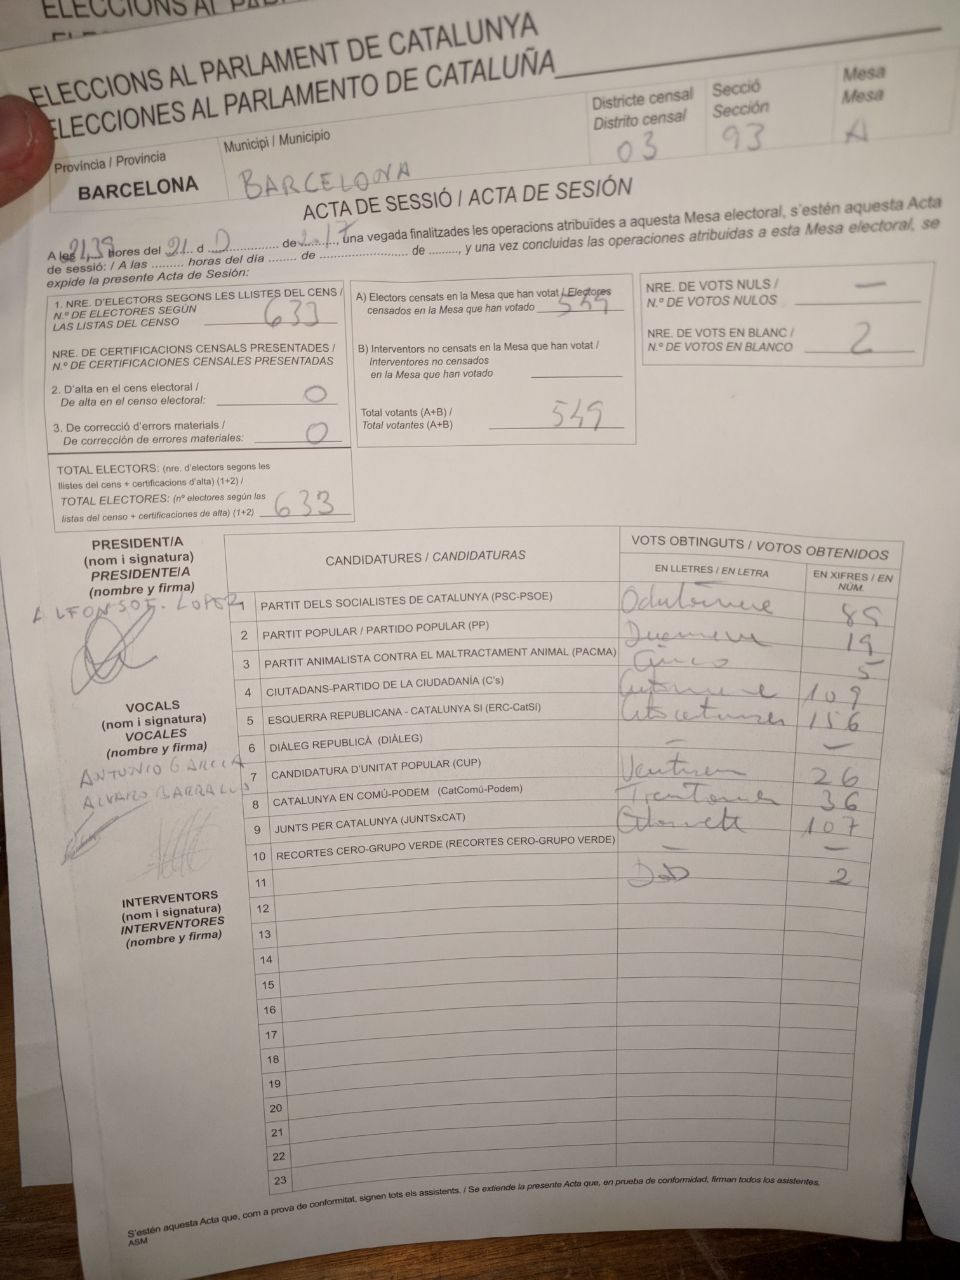 ELECCIONS AL PARLAMENT DE CATALUNYA
ELECCIONES AL PARLAMENTO DE CATALUÑA
Provincia / Provincia
BARCELONA
Municipi / Municipio
BARCELONA
Districte censal
Distrito censal
03
Secció
Sección
93
Mesa
Mesa
A
ACTA DE SESSIÓ / ACTA DE SESIÓN
A les 21,39 hores del 21 d D de 2017, una vegada finalitzades les operacions atribuïdes a aquesta Mesa electoral, s'estén aquesta Acta
de sessió: / A las ......... horas del día ........ de ........................ de ........., y una vez concluidas las operaciones atribuidas a esta Mesa electoral, se
expide la presente Acta de Sesión:
1. NRE. D'ELECTORS SEGONS LES LLISTES DEL CENS /
N.º DE ELECTORES SEGÚN
LAS LISTAS DEL CENSO 633
NRE. DE CERTIFICACIONS CENSALS PRESENTADES /
N.º DE CERTIFICACIONES CENSALES PRESENTADAS
2. D'alta en el cens electoral /
De alta en el censo electoral: 0
3. De correcció d'errors materials /
De corrección de errores materiales: 0
TOTAL ELECTORS: (nre. d'electors segons les
llistes del cens + certificacions d'alta) (1+2) /
TOTAL ELECTORES: (nº electores según las
listas del censo + certificaciones de alta) (1+2) 633
A) Electors censats en la Mesa que han votat / Electores
censados en la Mesa que han votado 549
B) Interventors no censats en la Mesa que han votat /
Interventores no censados
en la Mesa que han votado
Total votants (A+B) /
Total votantes (A+B) 549
NRE. DE VOTS NULS /
N.º DE VOTOS NULOS —
NRE. DE VOTS EN BLANC /
N.º DE VOTOS EN BLANCO 2
PRESIDENT/A
(nom i signatura)
PRESIDENTE/A
(nombre y firma)
ALFONSO F. LOPEZ
VOCALS
(nom i signatura)
VOCALES
(nombre y firma)
ANTONIO GARCIA
ALVARO
INTERVENTORS
(nom i signatura)
INTERVENTORES
(nombre y firma)
CANDIDATURES / CANDIDATURAS
VOTS OBTINGUTS / VOTOS OBTENIDOS
EN LLETRES / EN LETRA
EN XIFRES / EN
NÚM.
1 PARTIT DELS SOCIALISTES DE CATALUNYA (PSC-PSOE) 89
2 PARTIT POPULAR / PARTIDO POPULAR (PP) 19
3 PARTIT ANIMALISTA CONTRA EL MALTRACTAMENT ANIMAL (PACMA) Cinco 5
4 CIUTADANS-PARTIDO DE LA CIUDADANÍA (C's) 109
5 ESQUERRA REPUBLICANA - CATALUNYA SI (ERC-CatSí) 156
6 DIÀLEG REPUBLICÀ (DIÀLEG) — —
7 CANDIDATURA D'UNITAT POPULAR (CUP) 26
8 CATALUNYA EN COMÚ-PODEM (CatComú-Podem) 36
9 JUNTS PER CATALUNYA (JUNTSxCAT) 107
10 RECORTES CERO-GRUPO VERDE (RECORTES CERO-GRUPO VERDE) — —
11 2
12
13
14
15
16
17
18
19
20
21
22
23
S'estén aquesta Acta que, com a prova de conformitat, signen tots els assistents. / Se extiende la presente Acta que, en prueba de conformidad, firman todos los asistentes.
ASM